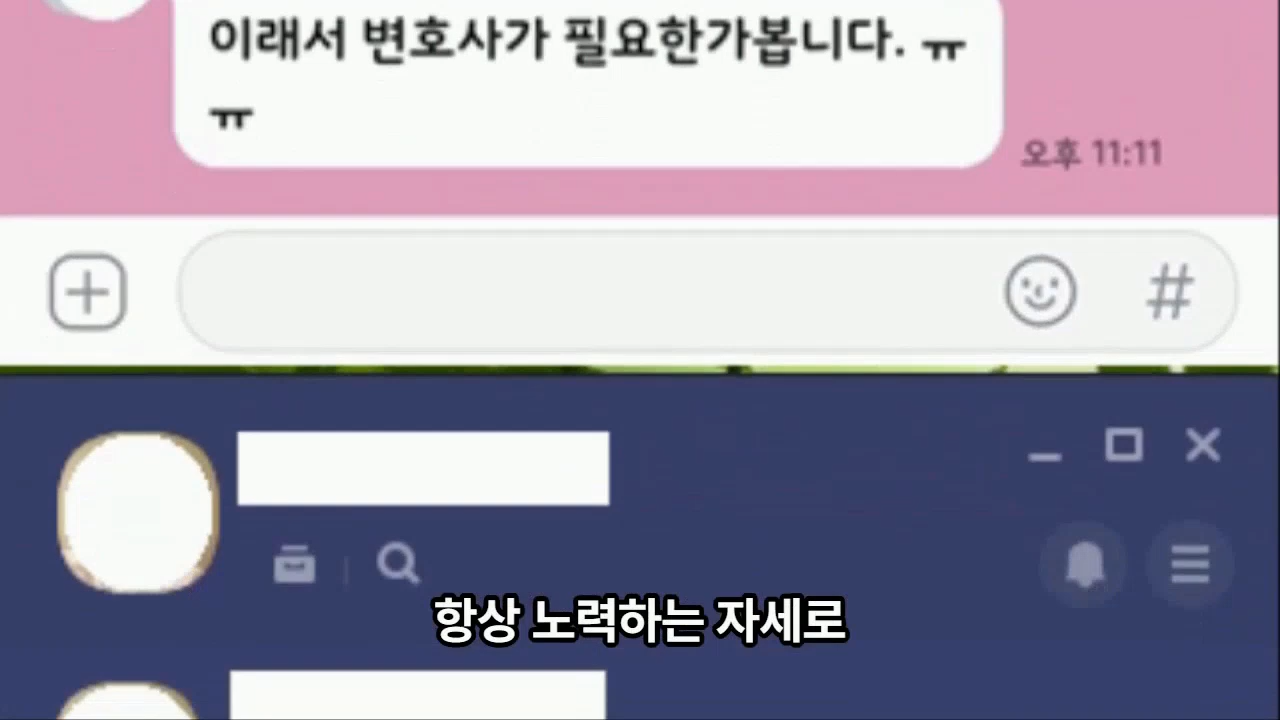 이래서 변호사가 필요한가봅니다. ㅠ
ㅠ
오후 11:11
#
항상 노력하는 자세로